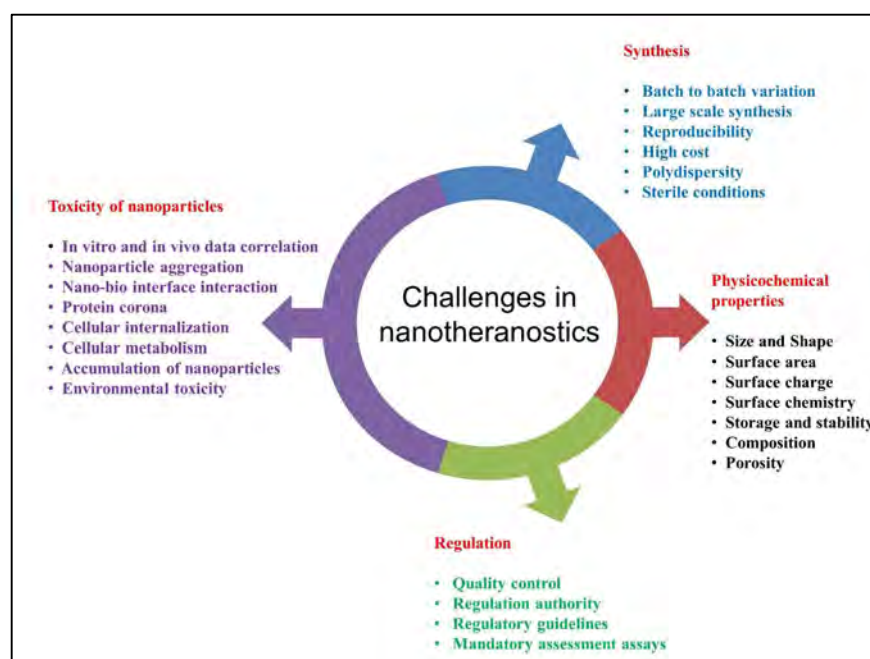 Synthesis
• Batch to batch variation
• Large scale synthesis
• Reproducibility
• High cost
• Polydispersity
• Sterile conditions
Toxicity of nanoparticles
• In vitro and in vivo data correlation
• Nanoparticle aggregation
• Nano-bio interface interaction
• Protein corona
• Cellular internalization
• Cellular metabolism
• Accumulation of nanoparticles
• Environmental toxicity
Challenges in
nanotheranostics
Physicochemical
properties
• Size and Shape
• Surface area
• Surface charge
• Surface chemistry
• Storage and stability
• Composition
• Porosity
Regulation
• Quality control
• Regulation authority
• Regulatory guidelines
• Mandatory assessment assays